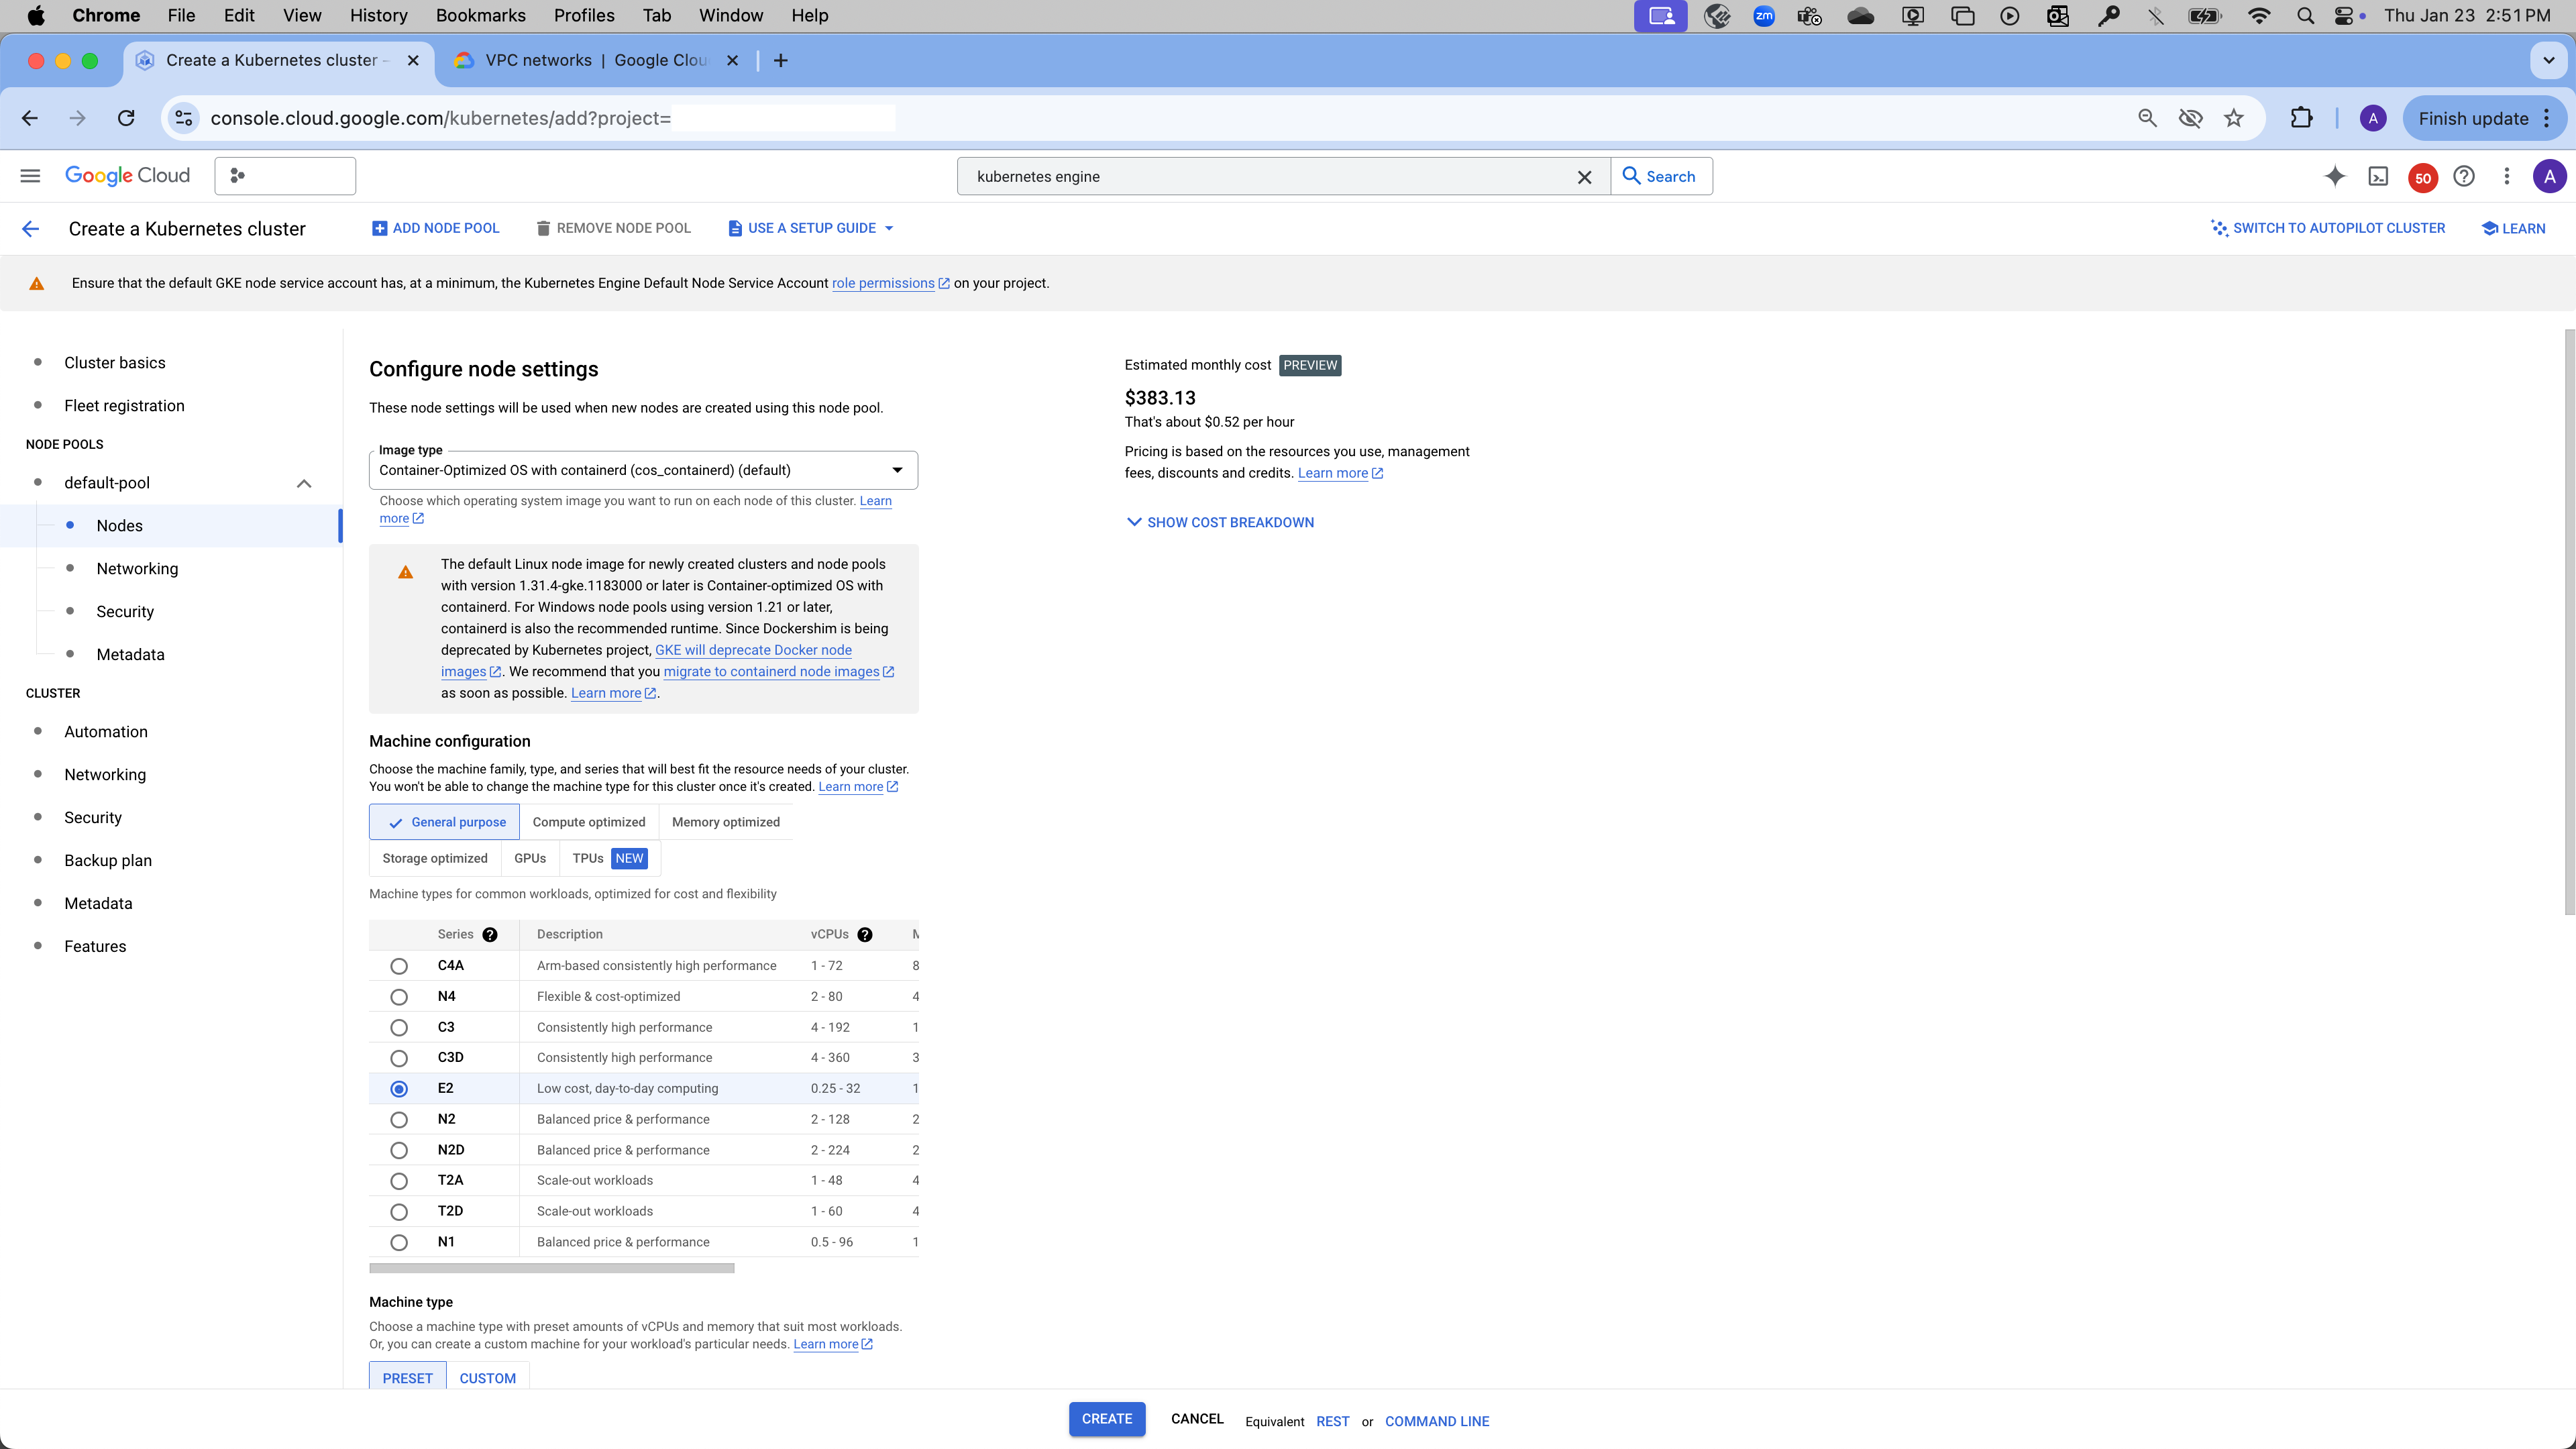 Chrome File Edit View History Bookmarks Profiles Tab Window Help
zm
Thu Jan 23 2:51 PM
Create a Kubernetes cluster –
VPC networks | Google Clou
console.cloud.google.com/kubernetes/add?project=
A
Finish update
Google Cloud
kubernetes engine
Search
50
A
Create a Kubernetes cluster
ADD NODE POOL
REMOVE NODE POOL
USE A SETUP GUIDE
SWITCH TO AUTOPILOT CLUSTER
LEARN
Ensure that the default GKE node service account has, at a minimum, the Kubernetes Engine Default Node Service Account role permissions on your project.
Cluster basics
Fleet registration
NODE POOLS
default-pool
Nodes
Networking
Security
Metadata
CLUSTER
Automation
Networking
Security
Backup plan
Metadata
Features
Configure node settings
These node settings will be used when new nodes are created using this node pool.
Image type
Container-Optimized OS with containerd (cos_containerd) (default)
Choose which operating system image you want to run on each node of this cluster. Learn
more
The default Linux node image for newly created clusters and node pools
with version 1.31.4-gke.1183000 or later is Container-optimized OS with
containerd. For Windows node pools using version 1.21 or later,
containerd is also the recommended runtime. Since Dockershim is being
deprecated by Kubernetes project, GKE will deprecate Docker node
images. We recommend that you migrate to containerd node images
as soon as possible. Learn more.
Machine configuration
Choose the machine family, type, and series that will best fit the resource needs of your cluster.
You won't be able to change the machine type for this cluster once it's created. Learn more
General purpose Compute optimized Memory optimized
Storage optimized GPUs TPUs NEW
Machine types for common workloads, optimized for cost and flexibility
Series Description vCPUs
C4A Arm-based consistently high performance 1 - 72 8
N4 Flexible & cost-optimized 2 - 80 4
C3 Consistently high performance 4 - 192 1
C3D Consistently high performance 4 - 360 3
E2 Low cost, day-to-day computing 0.25 - 32 1
N2 Balanced price & performance 2 - 128 2
N2D Balanced price & performance 2 - 224 2
T2A Scale-out workloads 1 - 48 4
T2D Scale-out workloads 1 - 60 4
N1 Balanced price & performance 0.5 - 96 1
Machine type
Choose a machine type with preset amounts of vCPUs and memory that suit most workloads.
Or, you can create a custom machine for your workload's particular needs. Learn more
PRESET CUSTOM
Estimated monthly cost PREVIEW
$383.13
That's about $0.52 per hour
Pricing is based on the resources you use, management
fees, discounts and credits. Learn more
SHOW COST BREAKDOWN
CREATE CANCEL Equivalent REST or COMMAND LINE